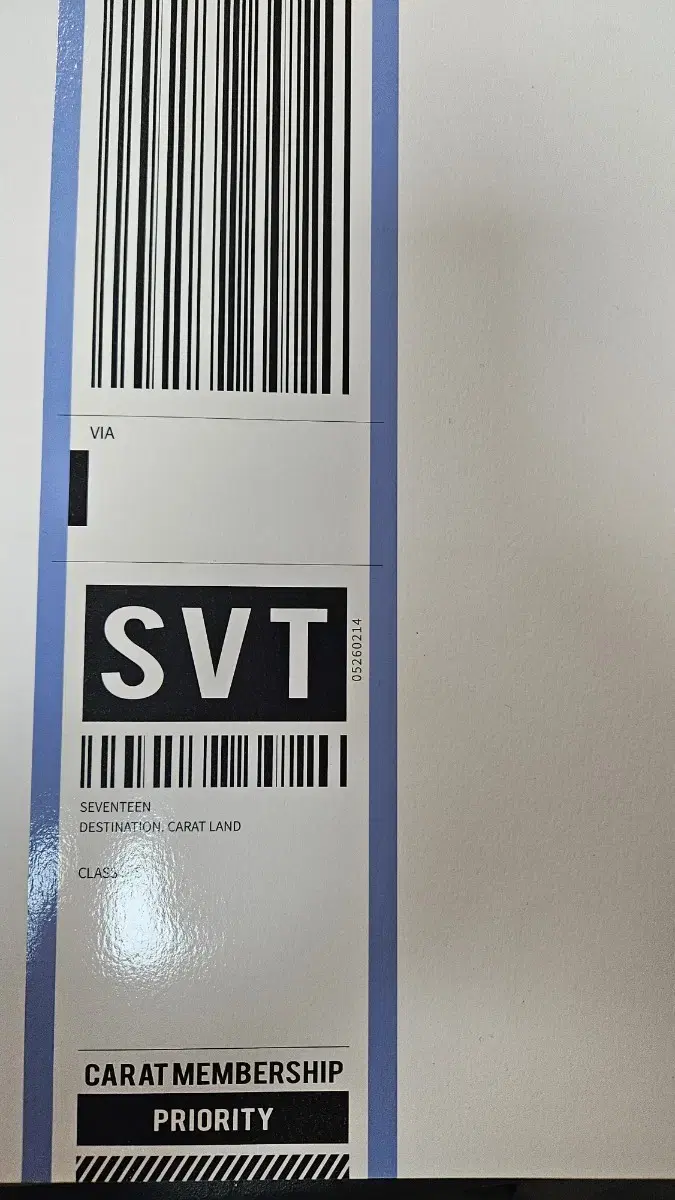 VIA
SVT
05260214
SEVENTEEN
DESTINATION. CARAT LAND
CLASS
CARAT MEMBERSHIP
PRIORITY